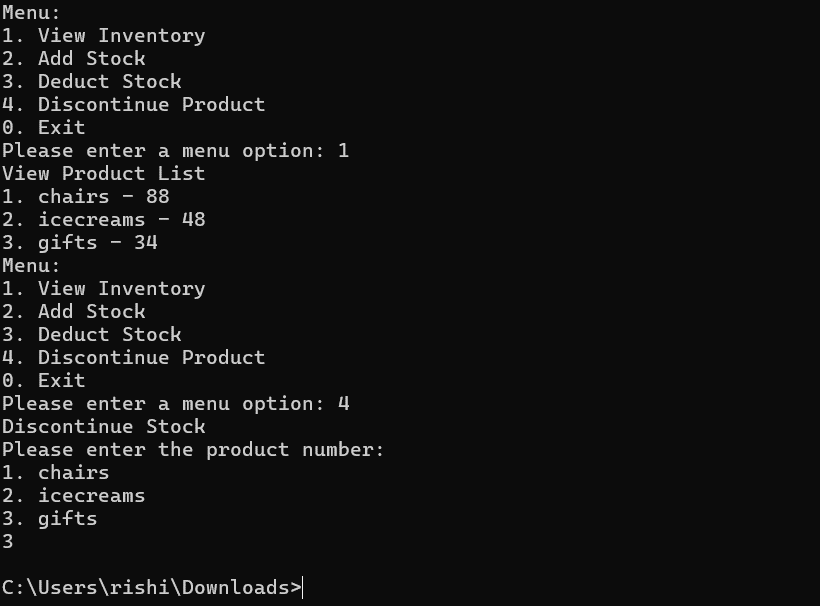 Menu:
1. View Inventory
2. Add Stock
3. Deduct Stock
4. Discontinue Product
0. Exit
Please enter a menu option: 1
View Product List
1. chairs - 88
2. icecreams - 48
3. gifts - 34
Menu:
1. View Inventory
2. Add Stock
3. Deduct Stock
4. Discontinue Product
0. Exit
Please enter a menu option: 4
Discontinue Stock
Please enter the product number:
1. chairs
2. icecreams
3. gifts
3
C:\Users\rishi\Downloads>